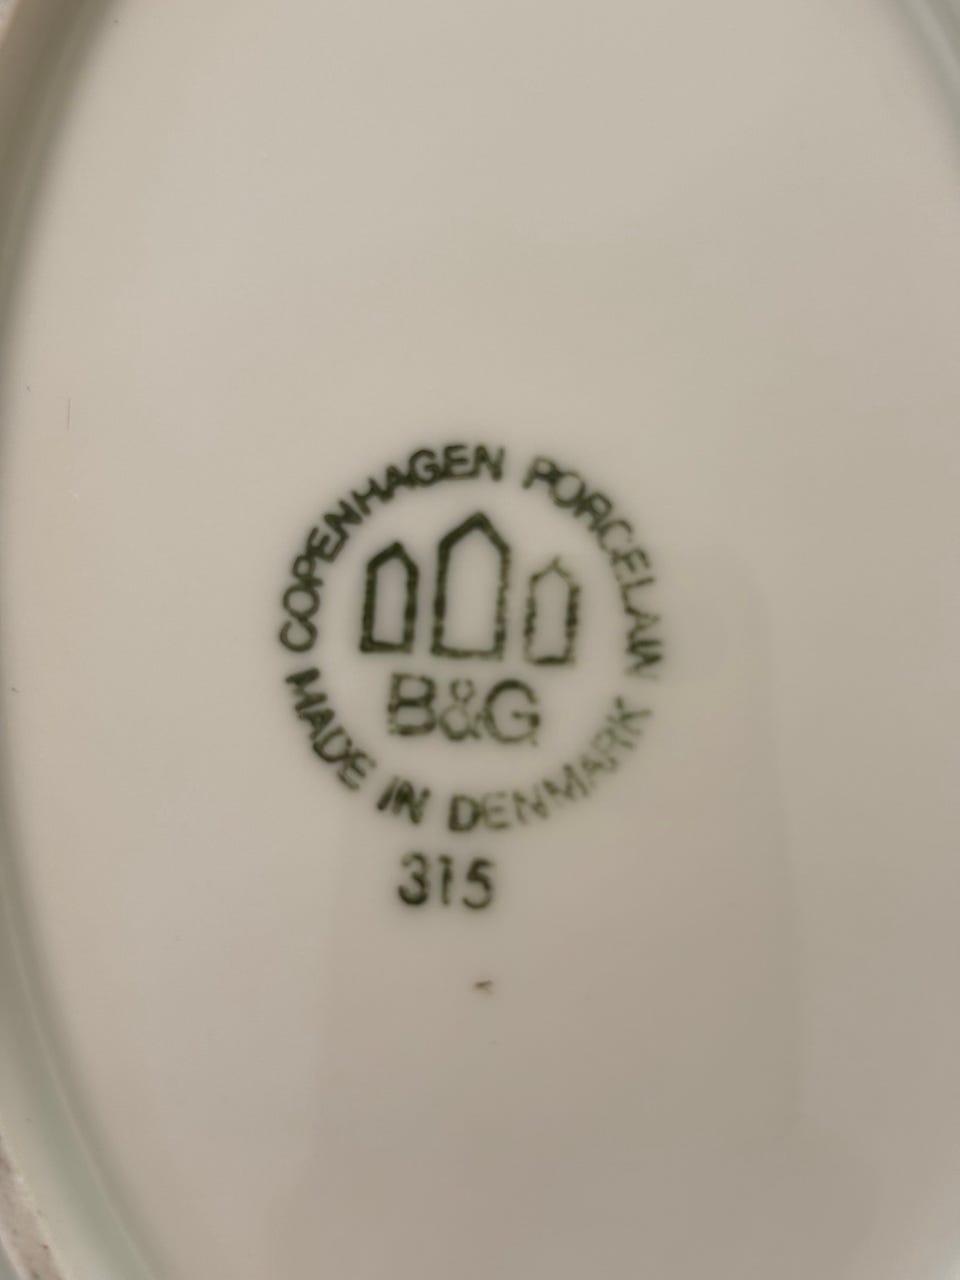 COPENHAGEN PORCELAIN
B&G
MADE IN DENMARK
315